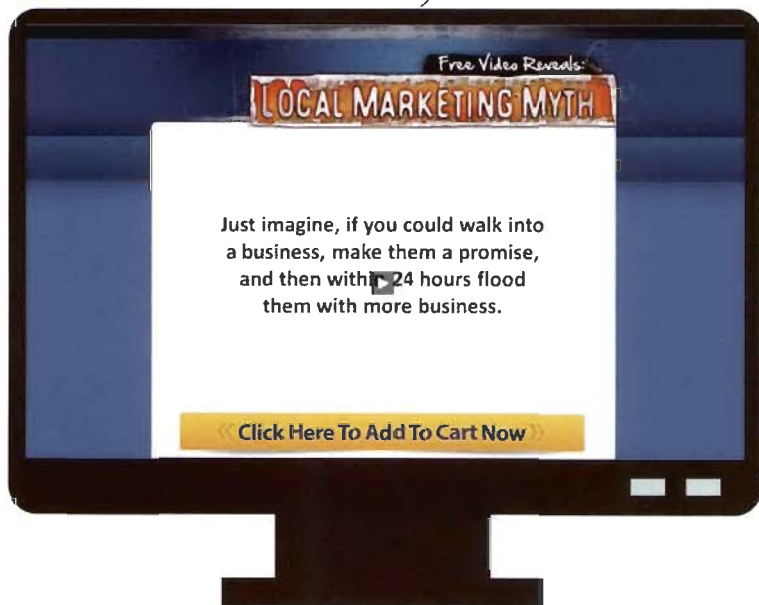 Free Video Reveals:
LOCAL MARKETING MYTH
Just imagine, if you could walk into
a business, make them a promise,
and then within 24 hours flood
them with more business.
Click Here To Add To Cart Now